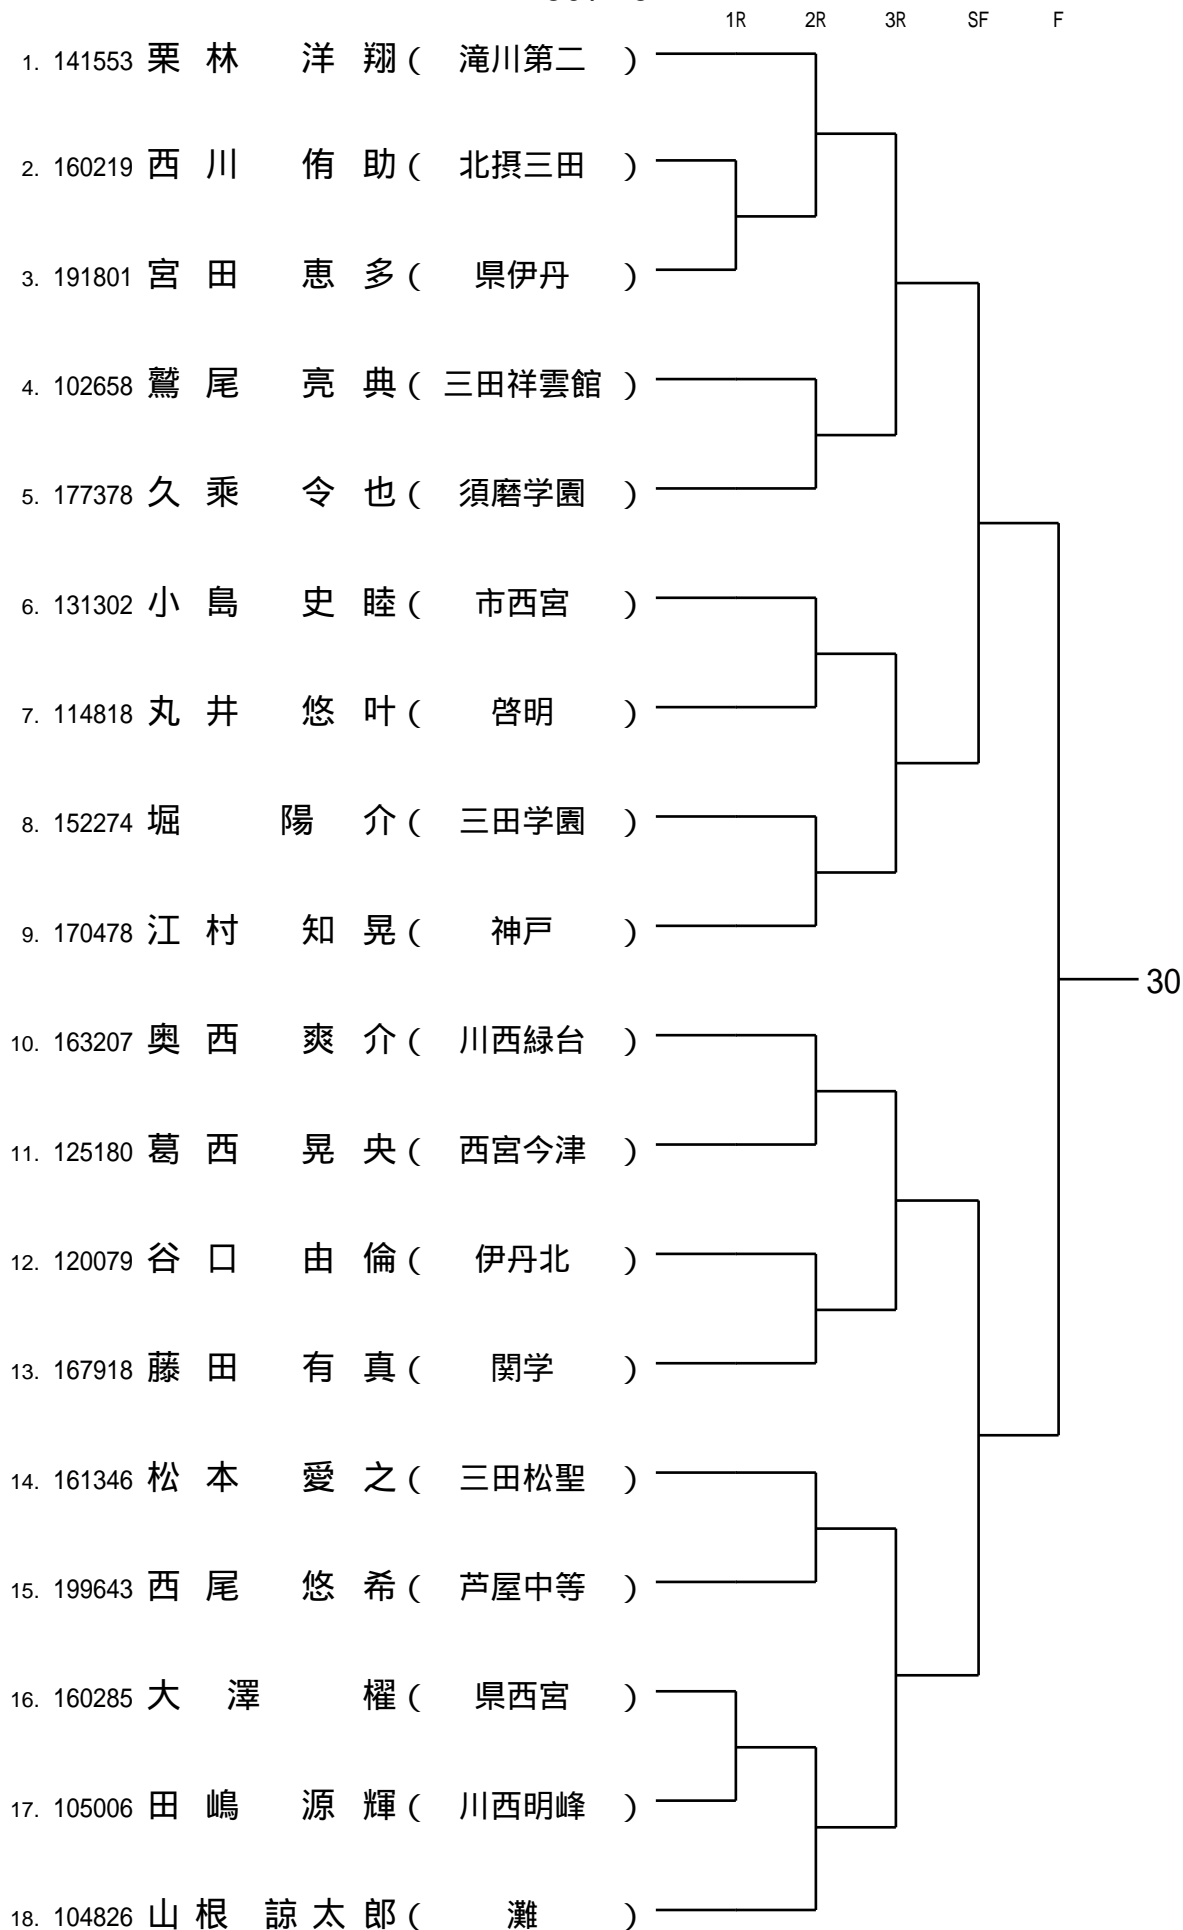 1R 2R 3R SF F
1. 141553 栗林 洋翔 ( 滝川第二 )
2. 160219 西川 侑助 ( 北摂三田 )
3. 191801 宮田 恵多 ( 県伊丹 )
4. 102658 鷲尾 亮典 ( 三田祥雲館 )
5. 177378 久乘 令也 ( 須磨学園 )
6. 131302 小島 史睦 ( 市西宮 )
7. 114818 丸井 悠叶 ( 啓明 )
8. 152274 堀 陽介 ( 三田学園 )
9. 170478 江村 知晃 ( 神戸 )
30
10. 163207 奥西 爽介 ( 川西緑台 )
11. 125180 葛西 晃央 ( 西宮今津 )
12. 120079 谷口 由倫 ( 伊丹北 )
13. 167918 藤田 有真 ( 関学 )
14. 161346 松本 愛之 ( 三田松聖 )
15. 199643 西尾 悠希 ( 芦屋中等 )
16. 160285 大澤 櫂 ( 県西宮 )
17. 105006 田嶋 源輝 ( 川西明峰 )
18. 104826 山根 諒太郎 ( 灘 )